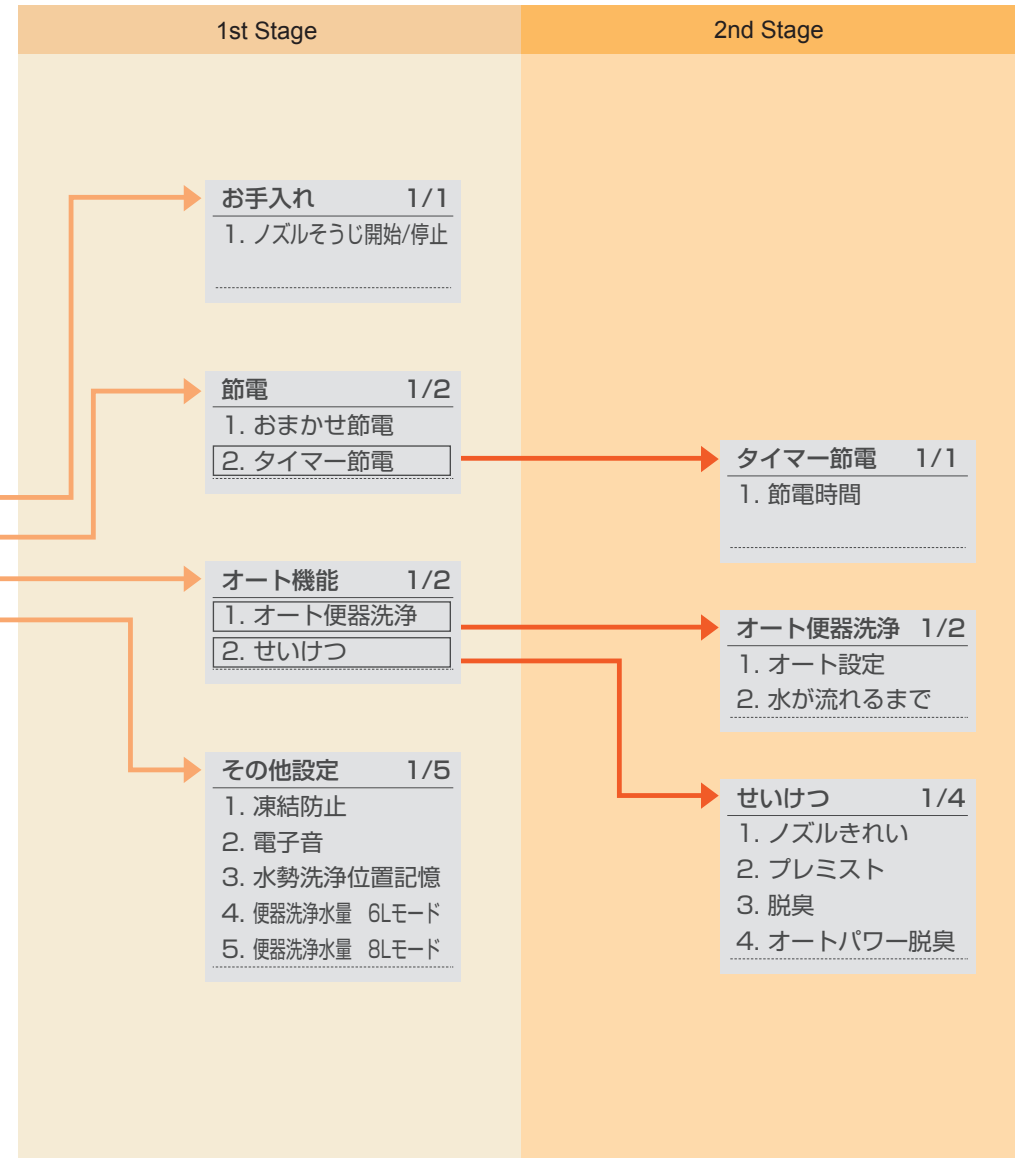 1st Stage
2nd Stage
お手入れ 1/1
1. ノズルそうじ開始/停止
節電 1/2
1. おまかせ節電
2. タイマー節電
タイマー節電 1/1
1. 節電時間
オート機能 1/2
1. オート便器洗浄
2. せいけつ
オート便器洗浄 1/2
1. オート設定
2. 水が流れるまで
その他設定 1/5
1. 凍結防止
2. 電子音
3. 水勢洗浄位置記憶
4. 便器洗浄水量 6Lモード
5. 便器洗浄水量 8Lモード
せいけつ 1/4
1. ノズルきれい
2. プレミスト
3. 脱臭
4. オートパワー脱臭